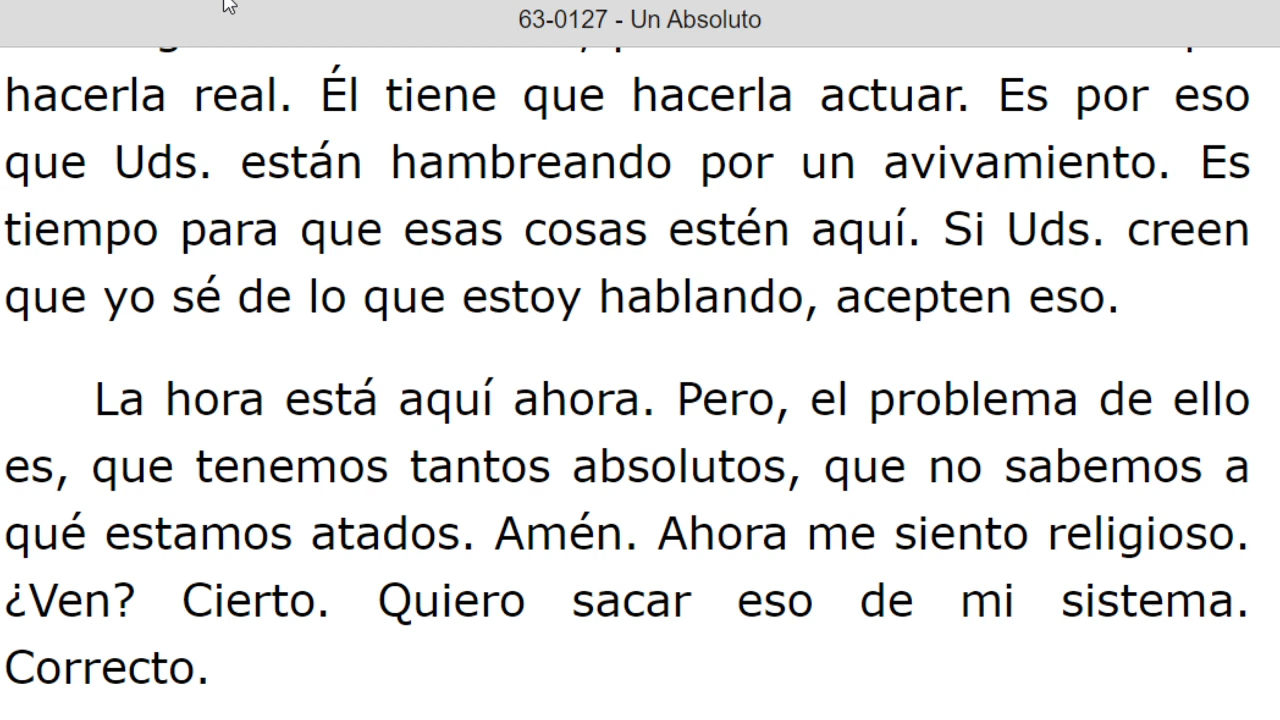 63-0127 - Un Absoluto
hacerla real. Él tiene que hacerla actuar. Es por eso
que Uds. están hambreando por un avivamiento. Es
tiempo para que esas cosas estén aquí. Si Uds. creen
que yo sé de lo que estoy hablando, acepten eso.
La hora está aquí ahora. Pero, el problema de ello
es, que tenemos tantos absolutos, que no sabemos a
qué estamos atados. Amén. Ahora me siento religioso.
¿Ven? Cierto. Quiero sacar eso de mi sistema.
Correcto.